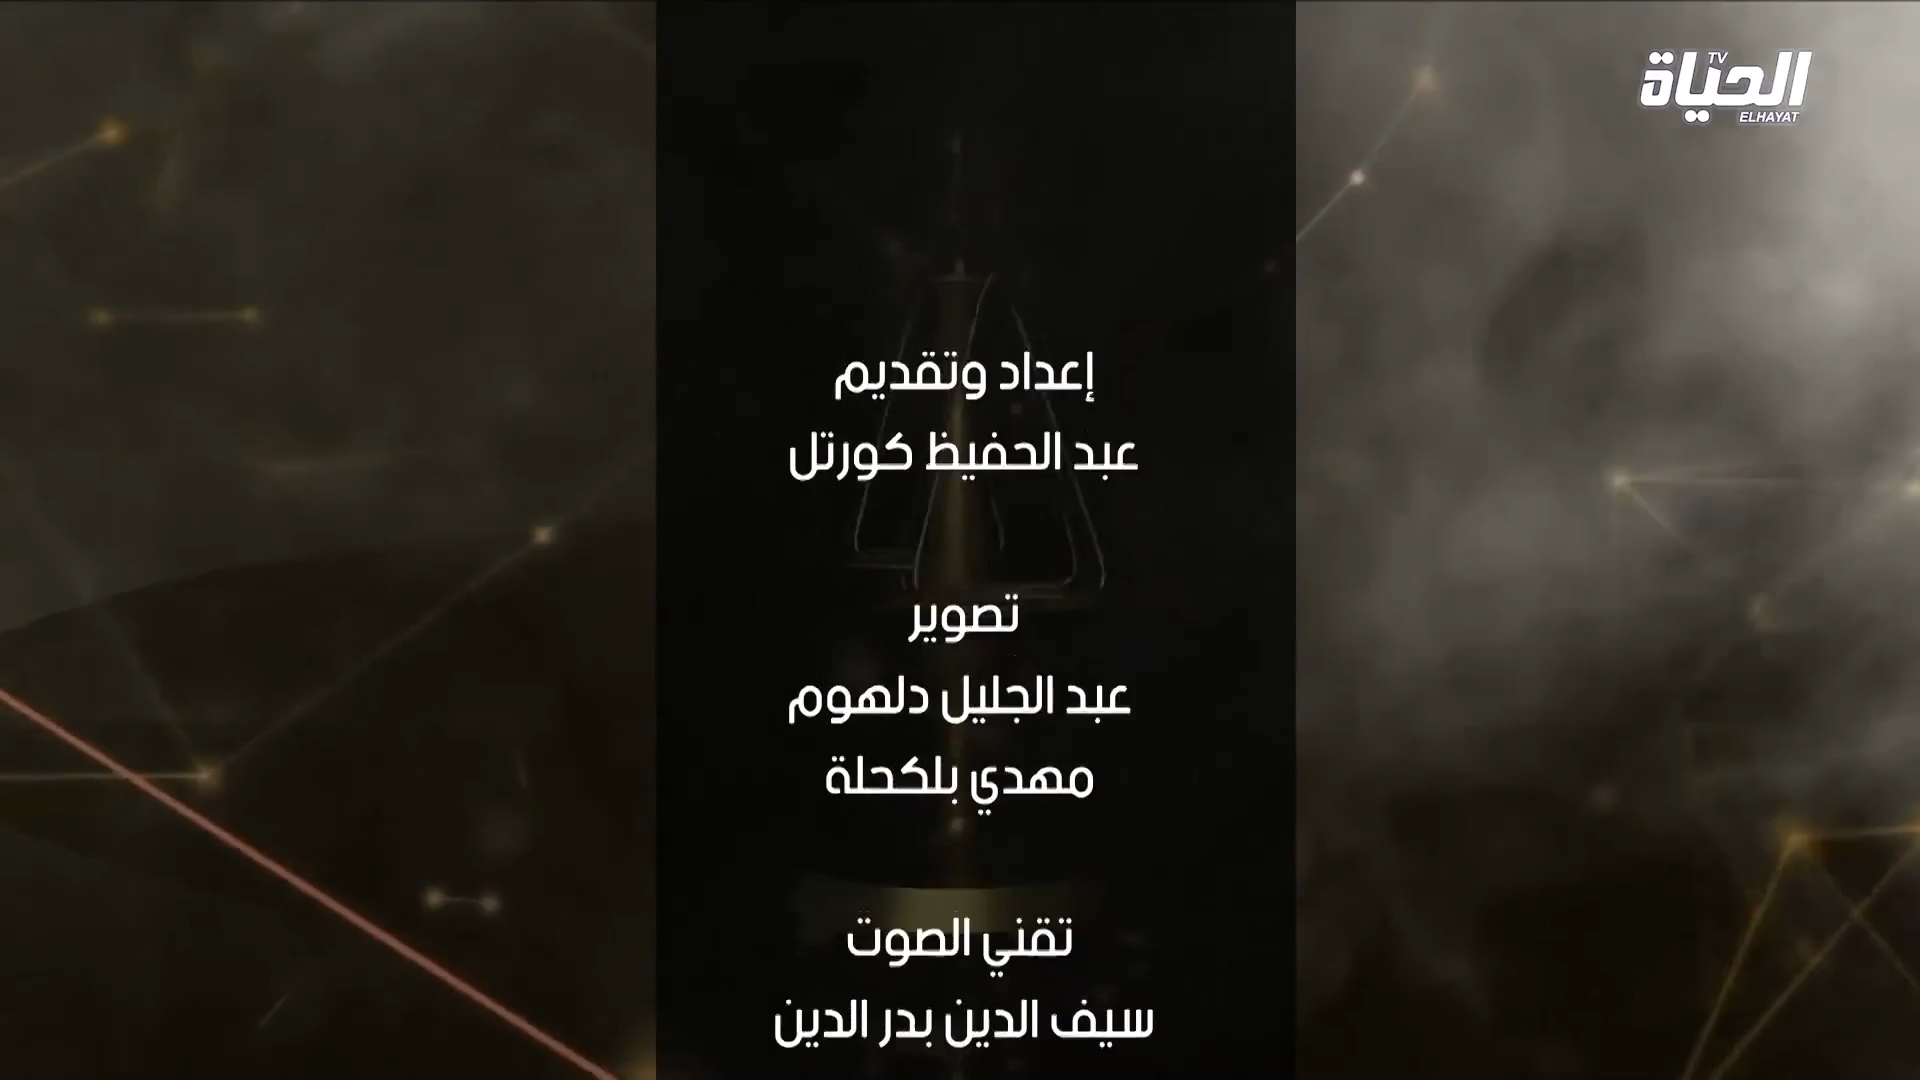 الحياة TV
ELHAYAT
إعداد وتقديم
عبد الحفيظ كورتل
تصوير
عبد الجليل دلهوم
مهدي بلكحلة
تقني الصوت
سيف الدين بدر الدين